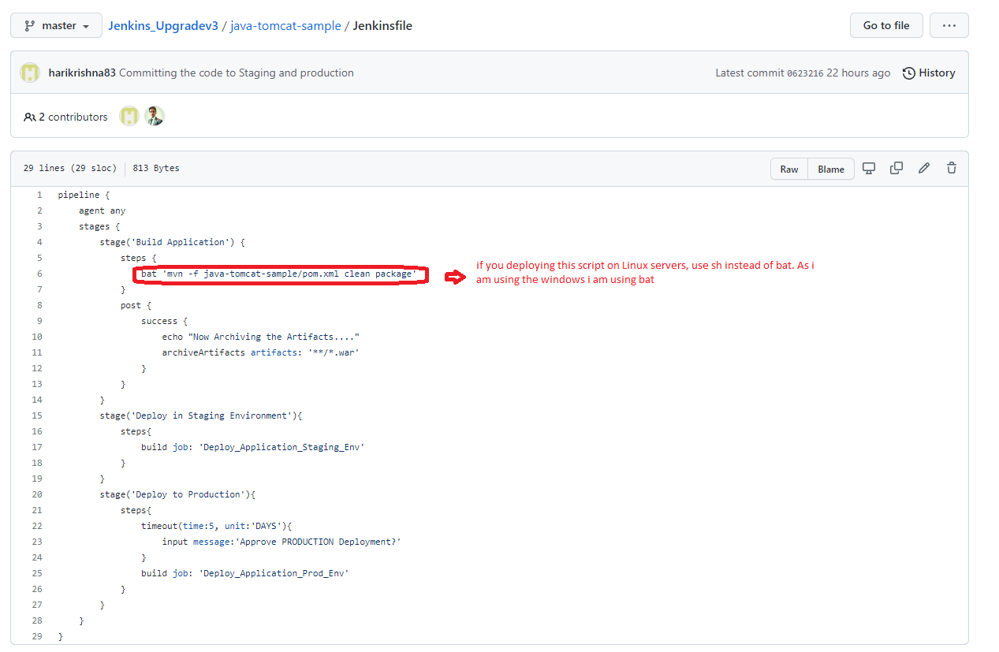 master Jenkins_Upgradev3 / java-tomcat-sample / Jenkinsfile Go to file ...
harikrishna83 Committing the code to Staging and production Latest commit 0623216 22 hours ago History
2 contributors
29 lines (29 sloc) 813 Bytes Raw Blame
1 pipeline {
2 agent any
3 stages {
4 stage('Build Application') {
5 steps {
6 bat 'mvn -f java-tomcat-sample/pom.xml clean package'
if you deploying this script on Linux servers, use sh instead of bat. As i
am using the windows i am using bat
7 }
8 post {
9 success {
10 echo "Now Archiving the Artifacts...."
11 archiveArtifacts artifacts: '**/*.war'
12 }
13 }
14 }
15 stage('Deploy in Staging Environment'){
16 steps{
17 build job: 'Deploy_Application_Staging_Env'
18 }
19 }
20 stage('Deploy to Production'){
21 steps{
22 timeout(time:5, unit:'DAYS'){
23 input message:'Approve PRODUCTION Deployment?'
24 }
25 build job: 'Deploy_Application_Prod_Env'
26 }
27 }
28 }
29 }